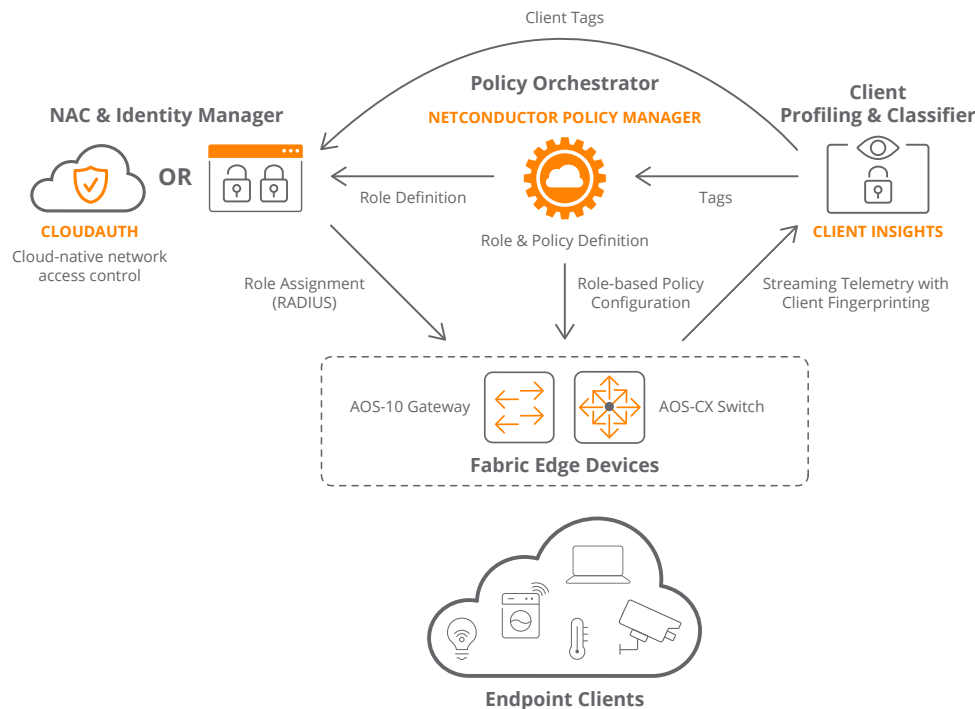 Client Tags
Policy Orchestrator
NETCONDUCTOR POLICY MANAGER
NAC & Identity Manager
Client
Profiling & Classifier
OR
Role Definition
Tags
CLOUDAUTH
Cloud-native network
access control
Role & Policy Definition
CLIENT INSIGHTS
Role Assignment
(RADIUS)
Role-based Policy
Configuration
Streaming Telemetry with
Client Fingerprinting
AOS-10 Gateway
AOS-CX Switch
Fabric Edge Devices
Endpoint Clients